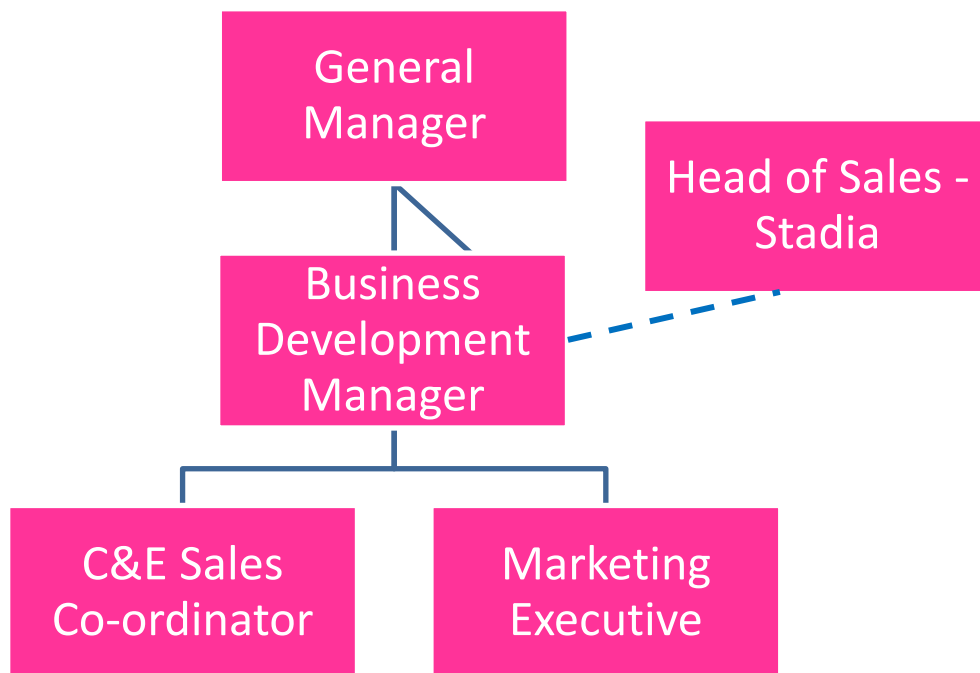 General
Manager
Head of Sales -
Stadia
Business
Development
Manager
C&E Sales
Co-ordinator
Marketing
Executive